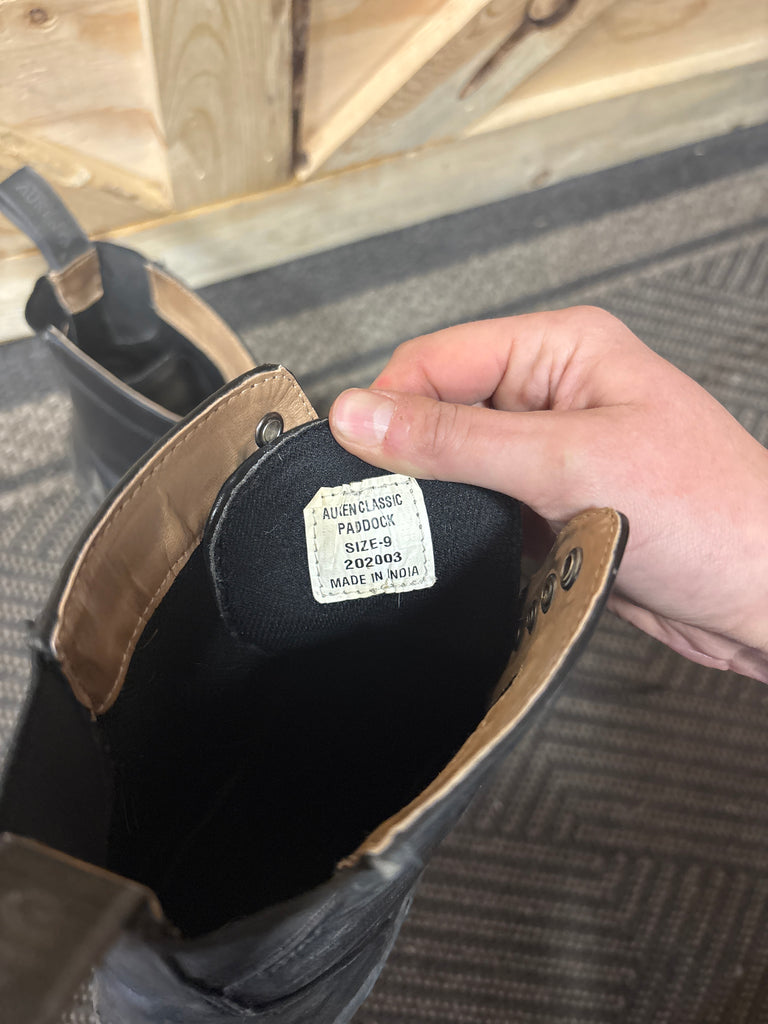 AUKEN CLASSIC
PADDOCK
SIZE-9
202003
MADE IN INDIA